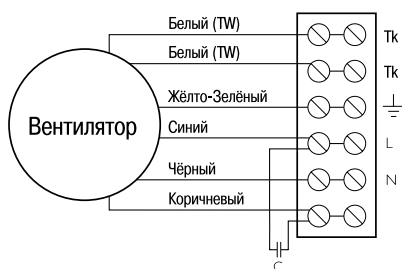 Белый (TW)
Tk
Белый (TW)
Tk
Жёлто-Зелёный
Вентилятор
Синий
L
Чёрный
N
Коричневый
C